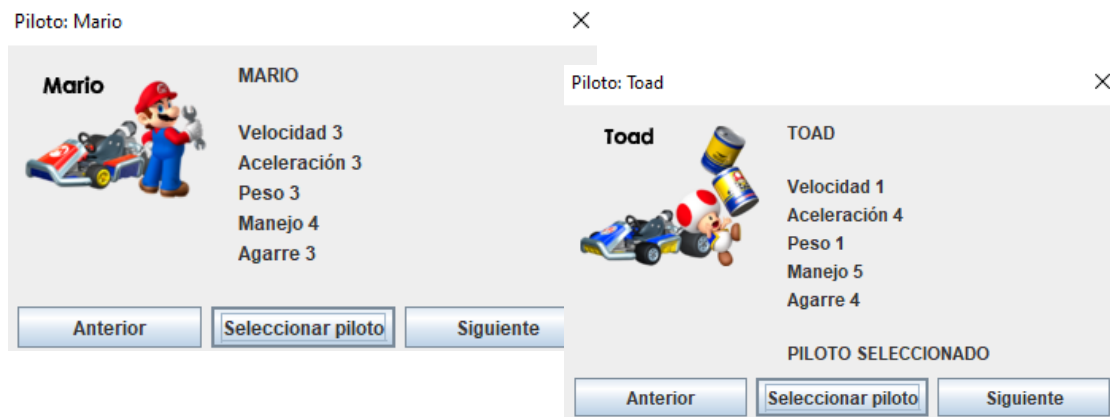 Piloto: Mario
Mario
MARIO
Velocidad 3
Aceleración 3
Peso 3
Manejo 4
Agarre 3
Anterior
Seleccionar piloto
Siguiente
Piloto: Toad
Toad
TOAD
Velocidad 1
Aceleración 4
Peso 1
Manejo 5
Agarre 4
PILOTO SELECCIONADO
Anterior
Seleccionar piloto
Siguiente